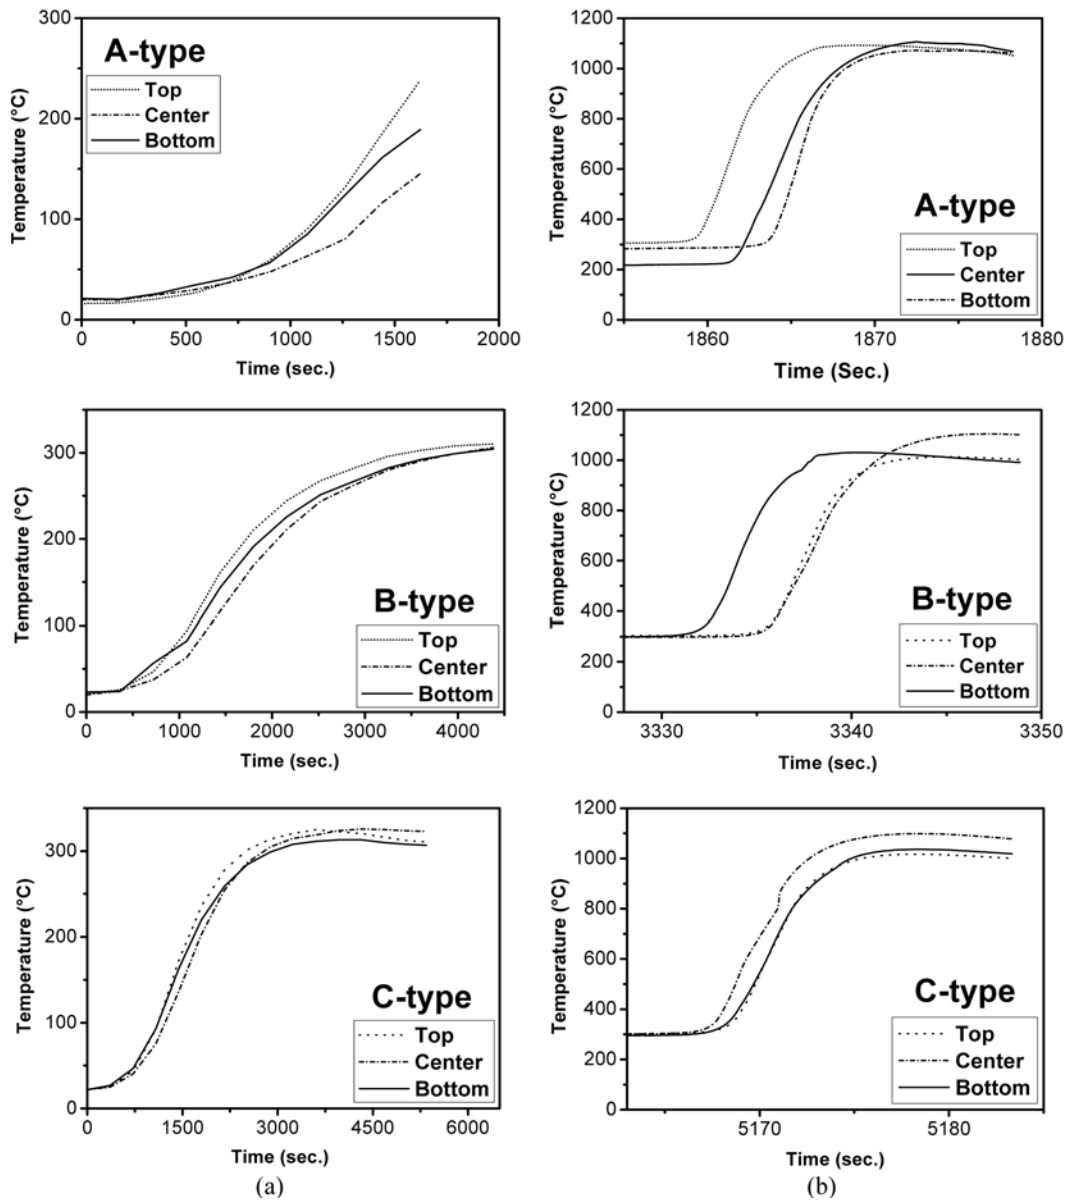 A-type
Top
Center
Bottom
Temperature (°C)
300
200
100
0
0 500 1000 1500 2000
Time (sec.)
A-type
Top
Center
Bottom
Temperature (°C)
1200
1000
800
600
400
200
0
1860 1870 1880
Time (Sec.)
B-type
Top
Center
Bottom
Temperature (°C)
300
200
100
0
0 1000 2000 3000 4000
Time (sec.)
B-type
Top
Center
Bottom
Temperature (°C)
1200
1000
800
600
400
200
0
3330 3340 3350
Time (sec.)
C-type
Top
Center
Bottom
Temperature (°C)
300
200
100
0
0 1500 3000 4500 6000
Time (sec.)
(a)
C-type
Top
Center
Bottom
Temperature (°C)
1200
1000
800
600
400
200
0
5170 5180
Time (sec.)
(b)